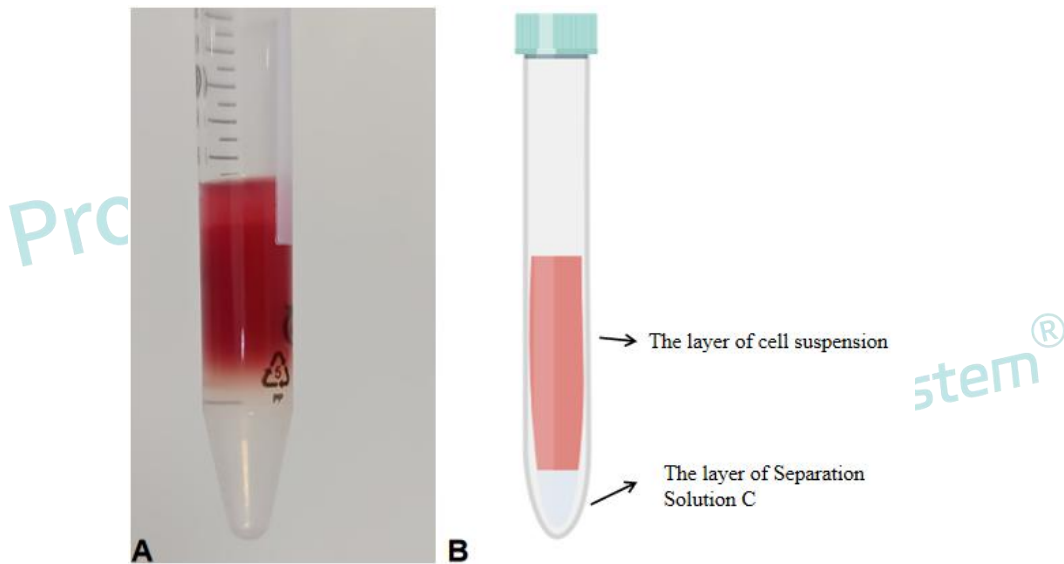 Pro
The layer of cell suspension
stem®
The layer of Separation
Solution C
5
PP
A
B